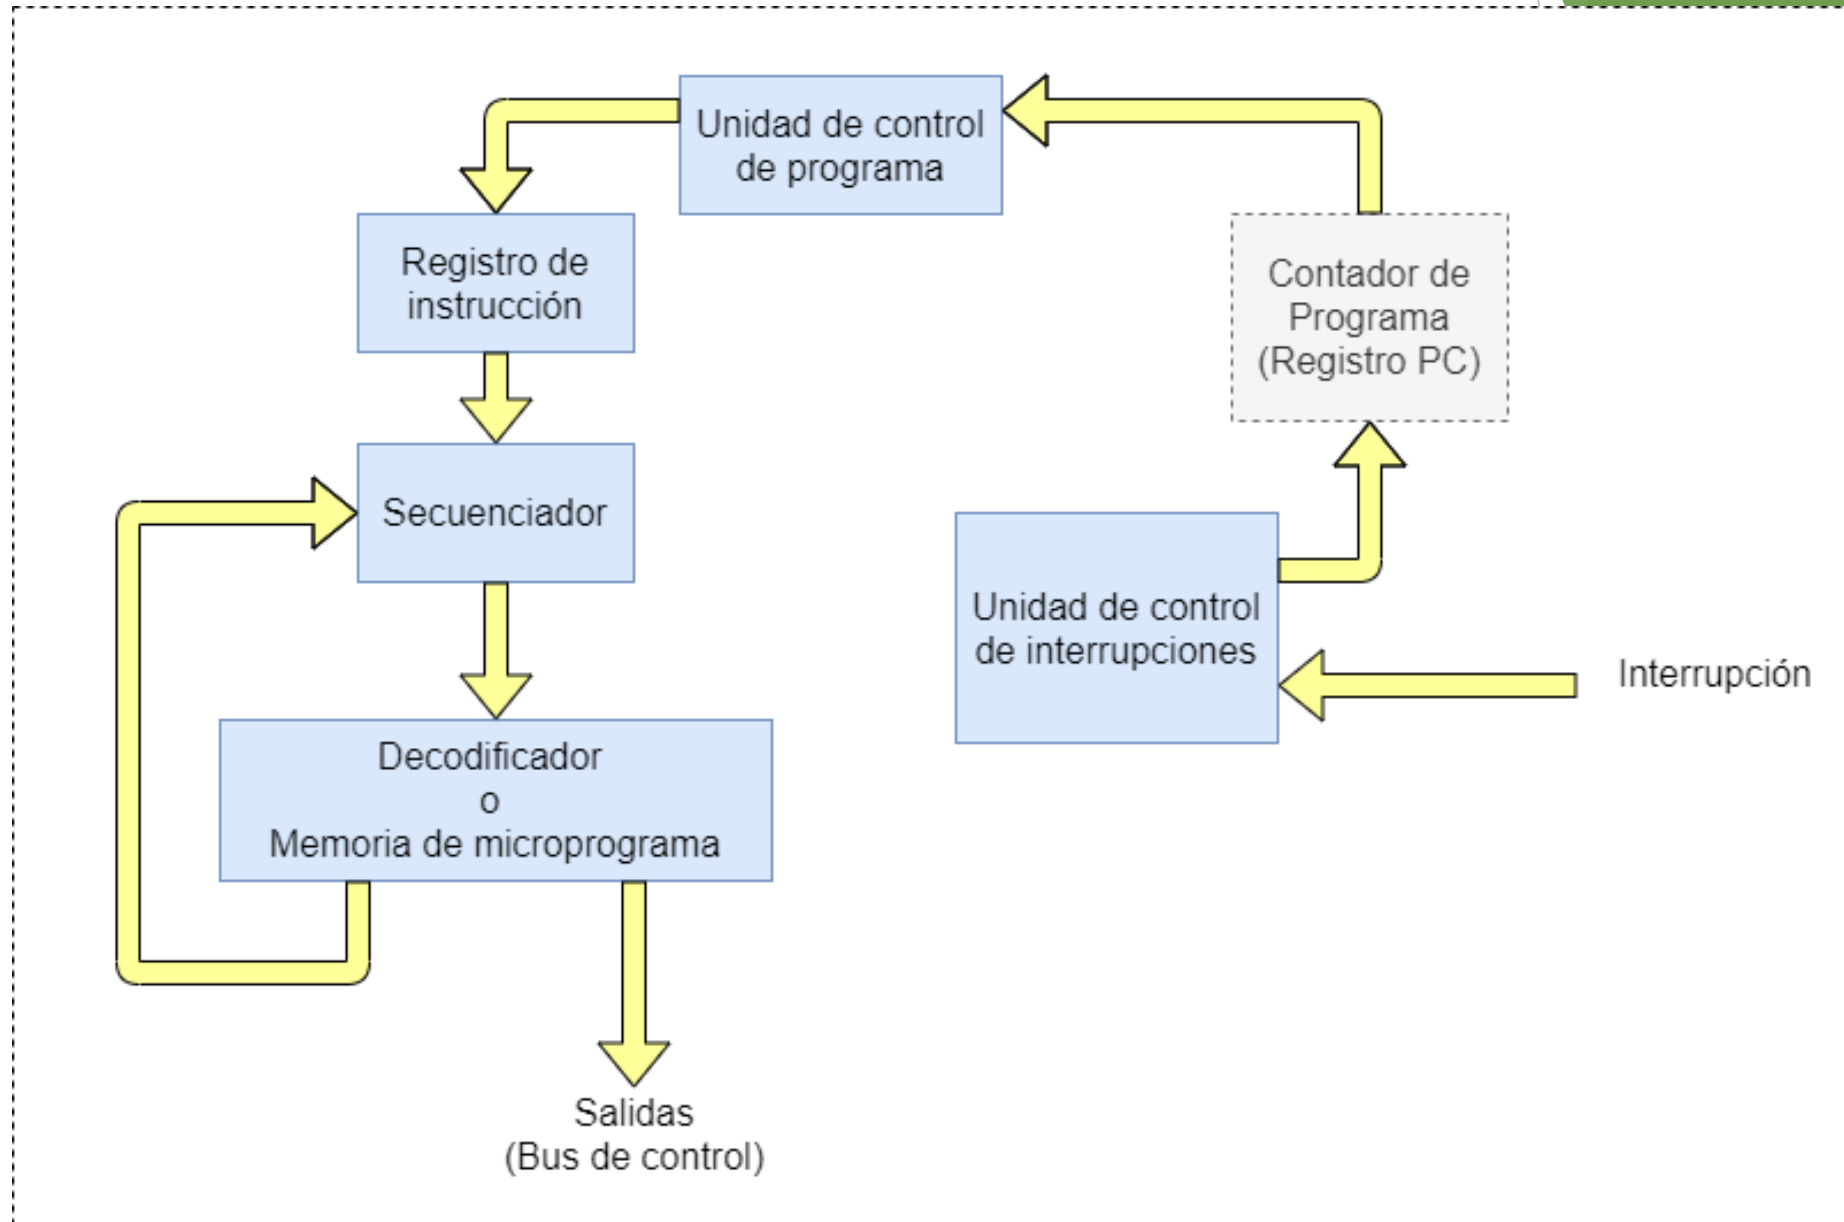 Unidad de control
de programa
Registro de
instrucción
Contador de
Programa
(Registro PC)
Secuenciador
Unidad de control
de interrupciones
Interrupción
Decodificador
o
Memoria de microprograma
Salidas
(Bus de control)